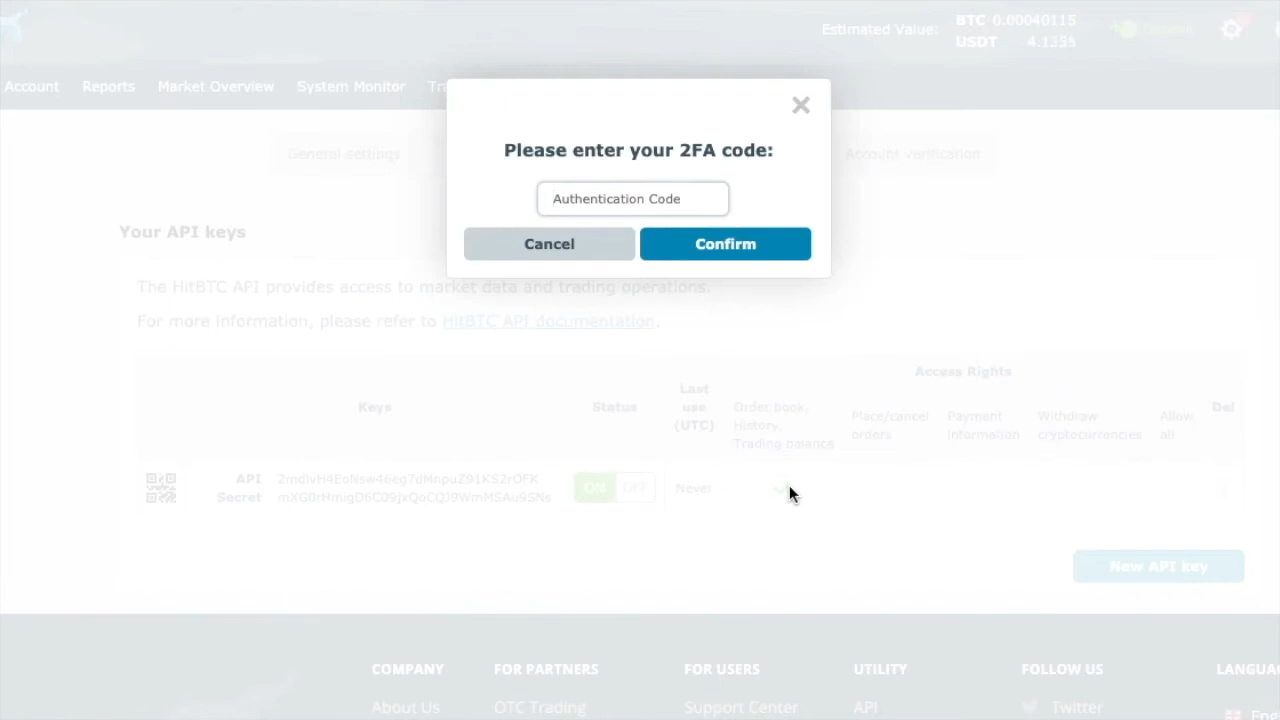 Estimated Value:
BTC 0.00040115
USDT
Account Reports Market Overview System Monitor
Please enter your 2FA code:
Authentication Code
Cancel Confirm
General settings
Account verification
Your API keys
The HitBTC API provides access to market data and trading operations.
For more information, please refer to HitBTC API documentation.
Keys
Status
Last use (UTC)
Access Rights
Order book, History, Trading balance
Place/cancel orders
Payment information
Withdraw cryptocurrencies
Allow all
Del
API
Secret
ON OFF
Never
New API key
COMPANY FOR PARTNERS FOR USERS UTILITY FOLLOW US
About Us OTC Trading Support Center API Twitter